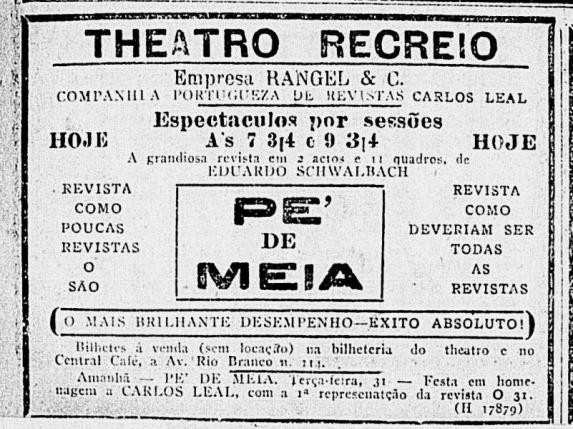 THEATRO RECREIO
Empresa RANGEL & C.
COMPANHIA PORTUGUEZA DE REVISTAS CARLOS LEAL
Espectaculos por sessões
HOJE A's 7 3|4 e 9 3|4 HOJE
A grandiosa revista em 2 actos e 11 quadros, de
EDUARDO SCHWALBACH
REVISTA
COMO
POUCAS
REVISTAS
O
SÃO
PE'
DE
MEIA
REVISTA
COMO
DEVERIAM SER
TODAS
AS
REVISTAS
O MAIS BRILHANTE DESEMPENHO—EXITO ABSOLUTO!
Bilhetes á venda (sem locação) na bilheteria do theatro e no
Central Café, a Av. Rio Branco n. 114.
Amanhã — PE' DE MEIA. Terça-feira, 31 — Festa em home-
nagem a CARLOS LEAL, com a 1ª represenatção da revista O 31.
(H 17879)